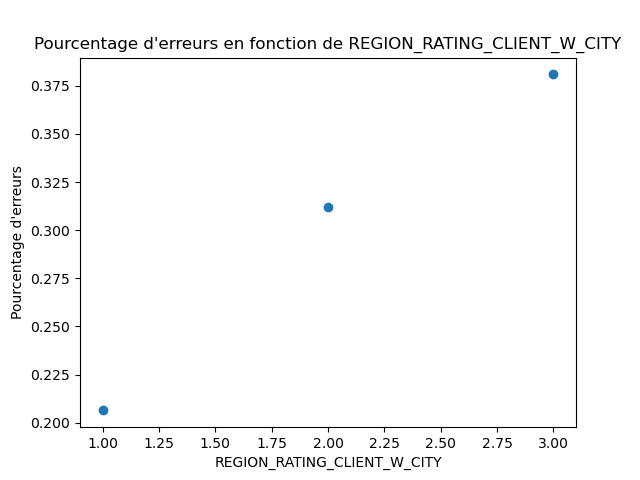 Pourcentage d'erreurs en fonction de REGION_RATING_CLIENT_W_CITY
Pourcentage d'erreurs
0.375
0.350
0.325
0.300
0.275
0.250
0.225
0.200
1.00 1.25 1.50 1.75 2.00 2.25 2.50 2.75 3.00
REGION_RATING_CLIENT_W_CITY